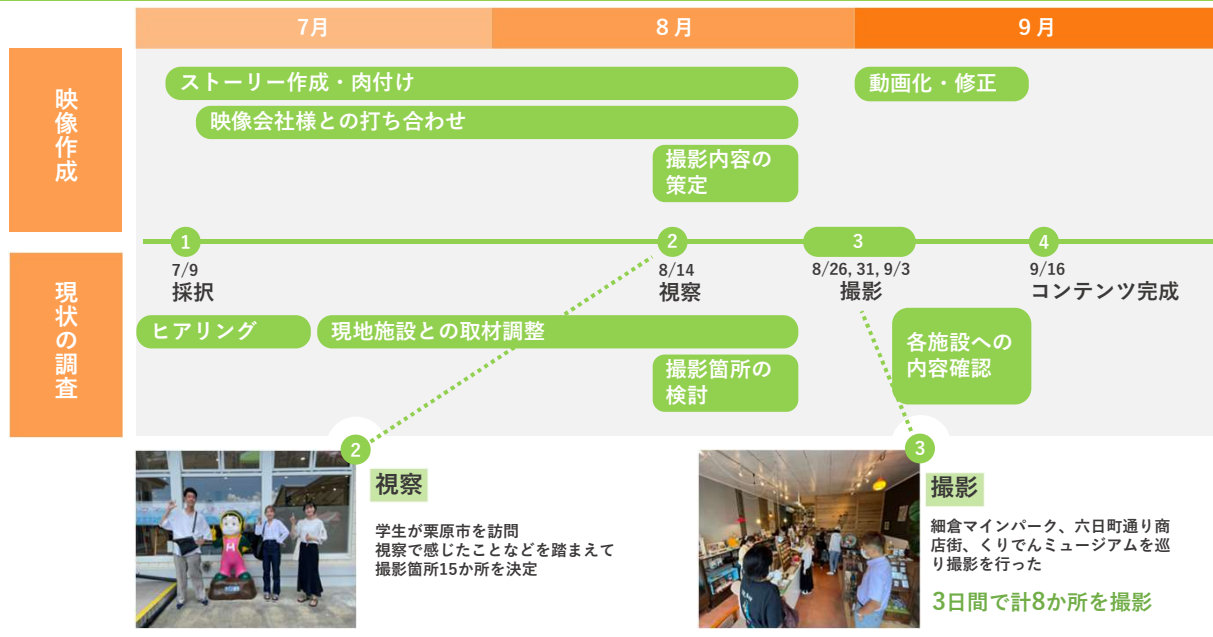 7月
8月
9月
映像作成
ストーリー作成・肉付け
動画化・修正
映像会社様との打ち合わせ
撮影内容の
策定
1
2
3
4
7/9
採択
8/14
視察
8/26, 31, 9/3
撮影
9/16
コンテンツ完成
現状の調査
ヒアリング
現地施設との取材調整
各施設への
内容確認
撮影箇所の
検討
2
視察
学生が栗原市を訪問
視察で感じたことなどを踏まえて
撮影箇所15か所を決定
3
撮影
細倉マインパーク、六日町通り商
店街、くりでんミュージアムを巡
り撮影を行った
3日間で計8か所を撮影